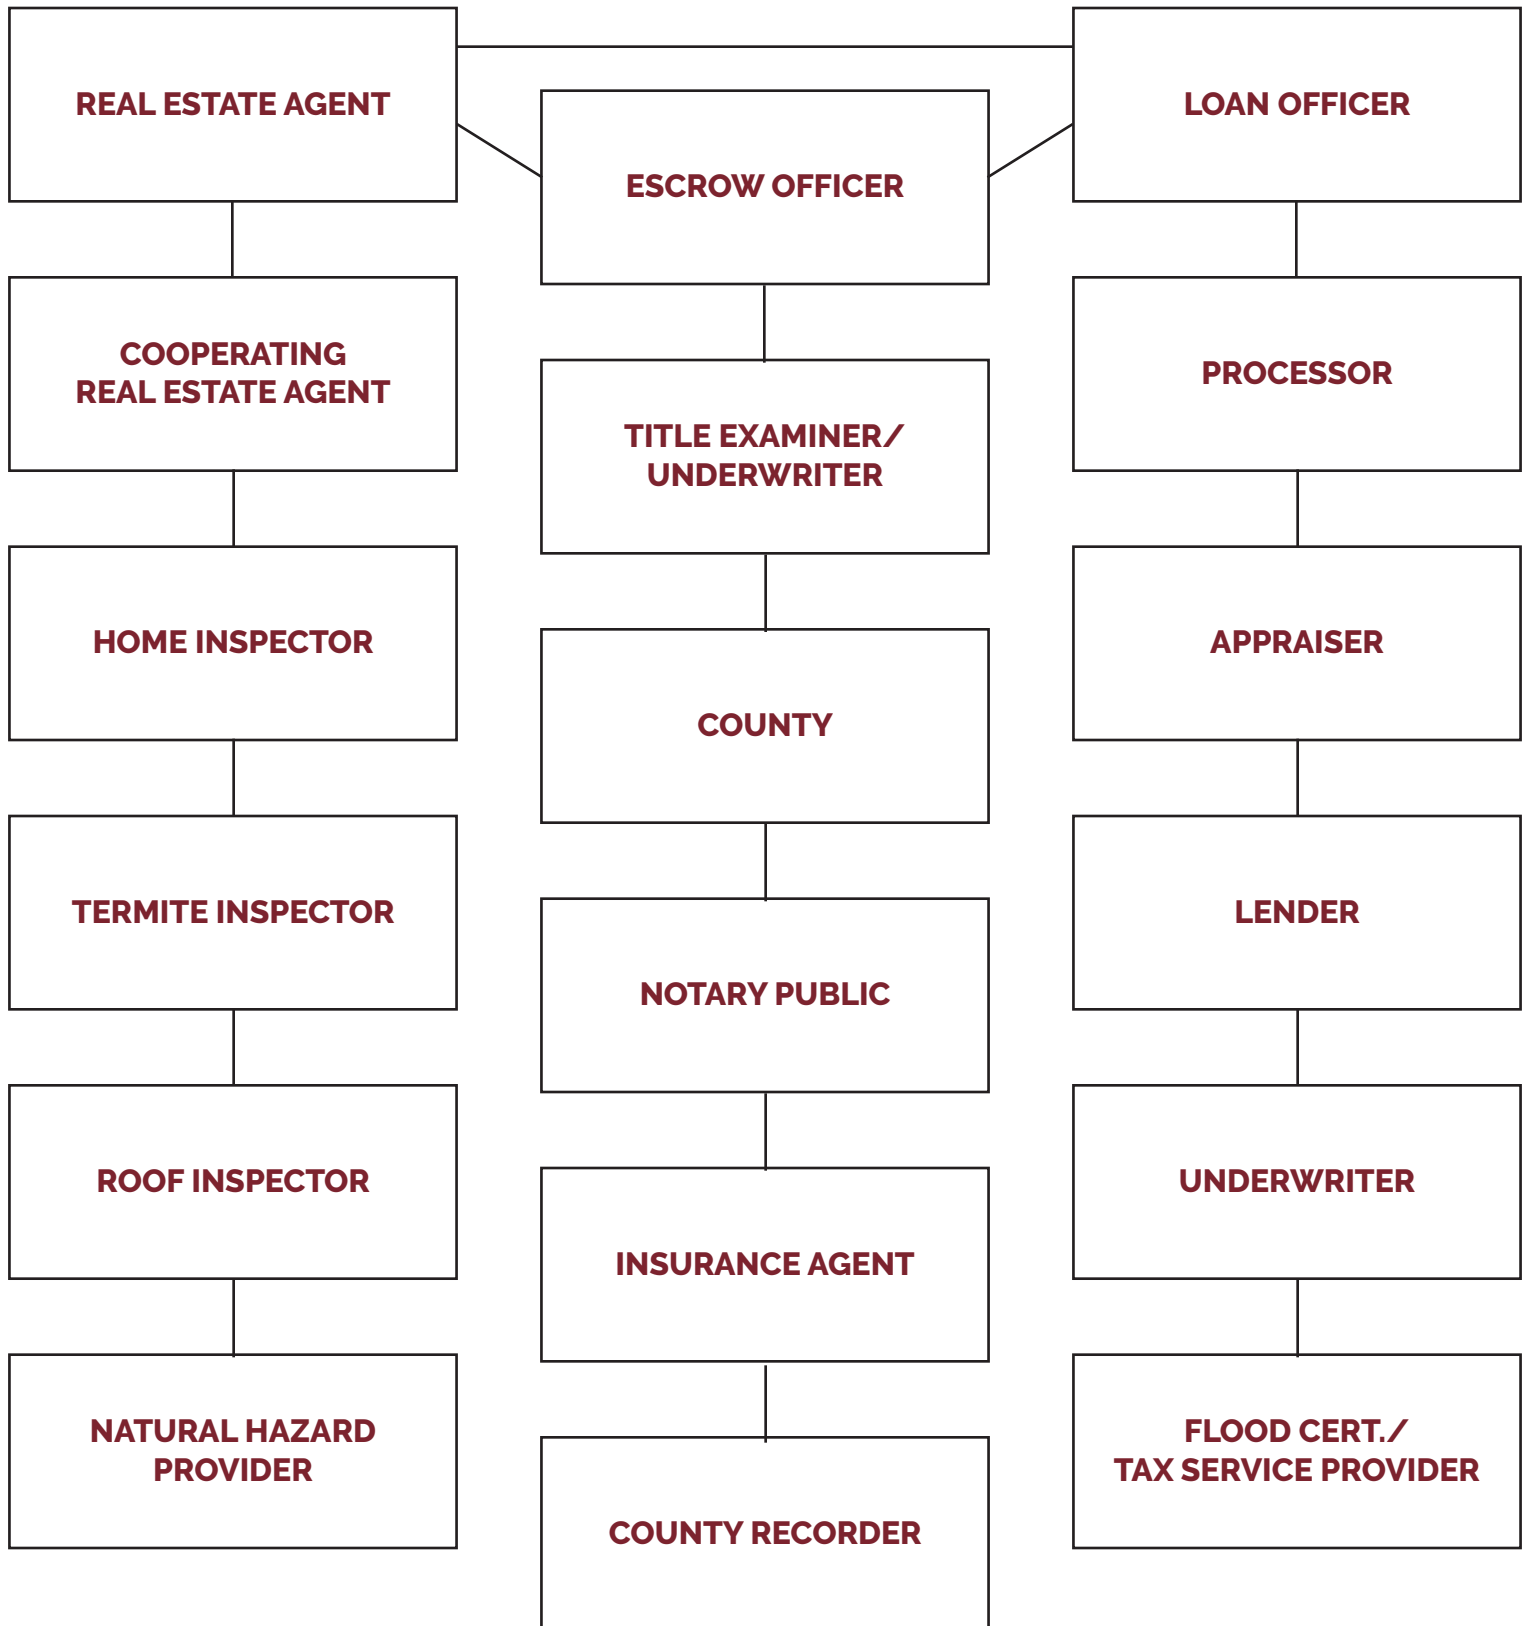 REAL ESTATE AGENT
LOAN OFFICER
ESCROW OFFICER
COOPERATING
REAL ESTATE AGENT
PROCESSOR
TITLE EXAMINER/
UNDERWRITER
HOME INSPECTOR
APPRAISER
COUNTY
TERMITE INSPECTOR
LENDER
NOTARY PUBLIC
ROOF INSPECTOR
UNDERWRITER
INSURANCE AGENT
NATURAL HAZARD
PROVIDER
FLOOD CERT./
TAX SERVICE PROVIDER
COUNTY RECORDER